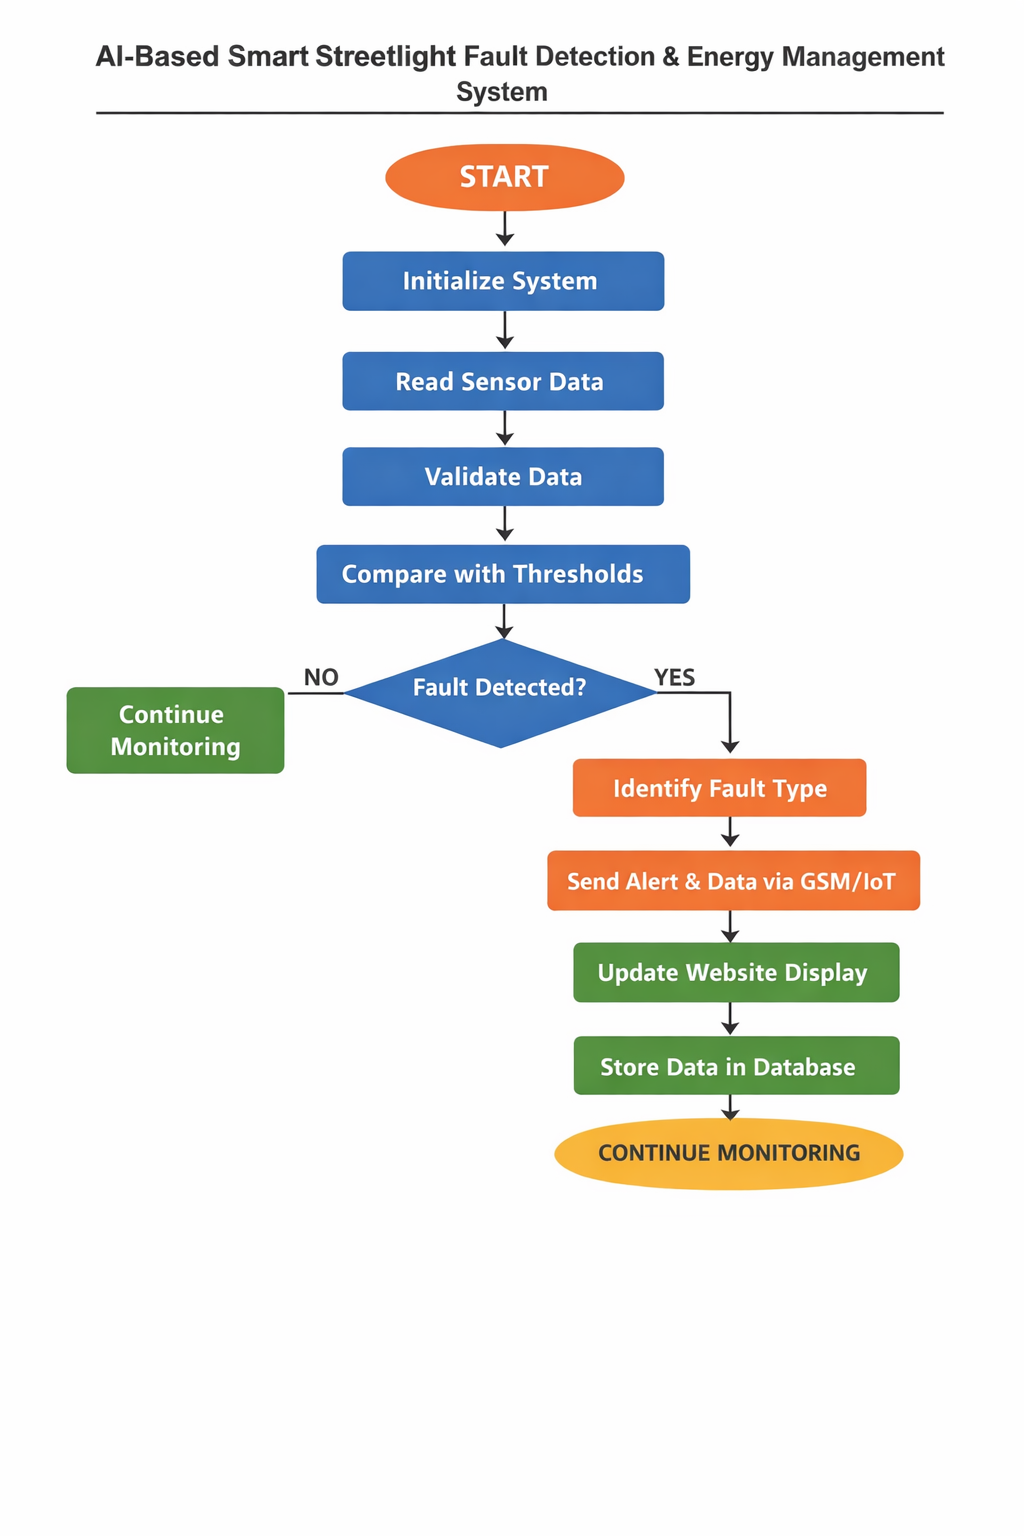 AI-Based Smart Streetlight Fault Detection & Energy Management
System
START
Initialize System
Read Sensor Data
Validate Data
Compare with Thresholds
Fault Detected?
NO
YES
Continue
Monitoring
Identify Fault Type
Send Alert & Data via GSM/IoT
Update Website Display
Store Data in Database
CONTINUE MONITORING